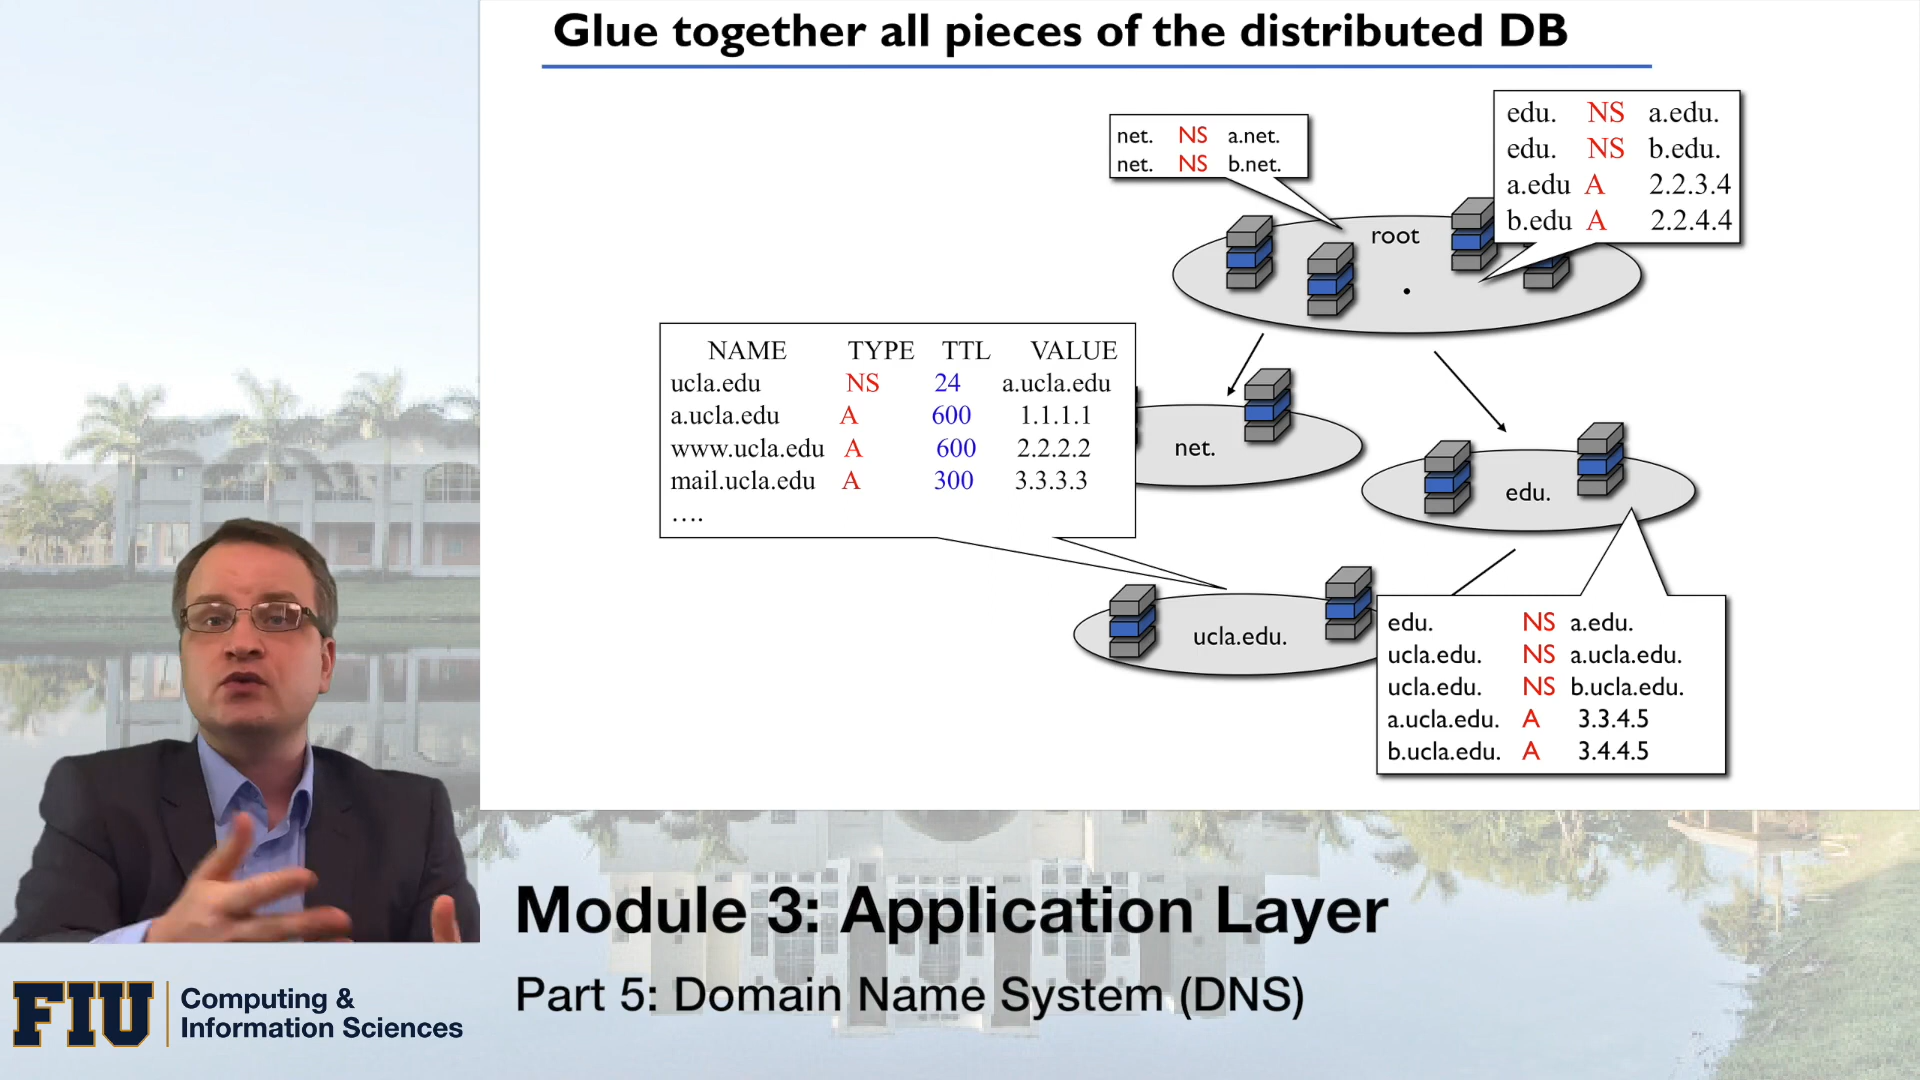 Glue together all pieces of the distributed DB
net. NS a.net.
net. NS b.net.
edu. NS a.edu.
edu. NS b.edu.
a.edu A 2.2.3.4
b.edu A 2.2.4.4
root
.
NAME TYPE TTL VALUE
ucla.edu NS 24 a.ucla.edu
a.ucla.edu A 600 1.1.1.1
www.ucla.edu A 600 2.2.2.2
mail.ucla.edu A 300 3.3.3.3
....
net.
edu.
ucla.edu.
edu. NS a.edu.
ucla.edu. NS a.ucla.edu.
ucla.edu. NS b.ucla.edu.
a.ucla.edu. A 3.3.4.5
b.ucla.edu. A 3.4.4.5
Module 3: Application Layer
Part 5: Domain Name System (DNS)
FIU
Computing &
Information Sciences